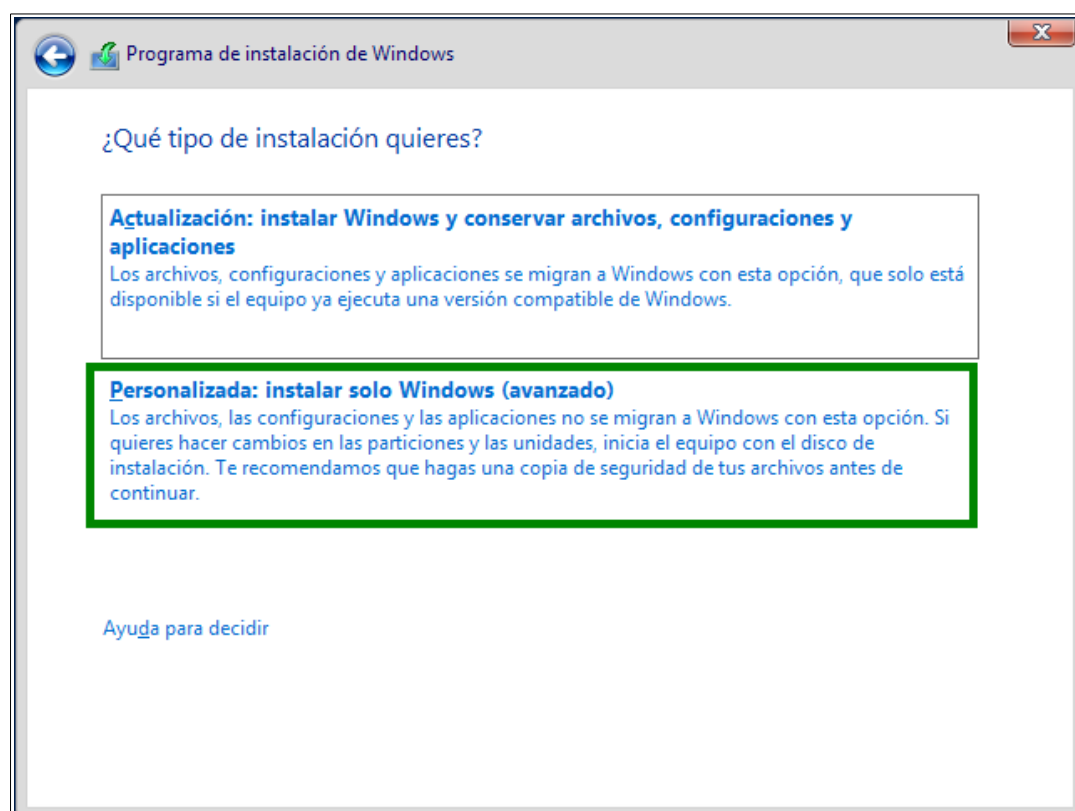 Programa de instalación de Windows
¿Qué tipo de instalación quieres?
Actualización: instalar Windows y conservar archivos, configuraciones y
aplicaciones
Los archivos, configuraciones y aplicaciones se migran a Windows con esta opción, que solo está
disponible si el equipo ya ejecuta una versión compatible de Windows.
Personalizada: instalar solo Windows (avanzado)
Los archivos, las configuraciones y las aplicaciones no se migran a Windows con esta opción. Si
quieres hacer cambios en las particiones y las unidades, inicia el equipo con el disco de
instalación. Te recomendamos que hagas una copia de seguridad de tus archivos antes de
continuar.
Ayuda para decidir